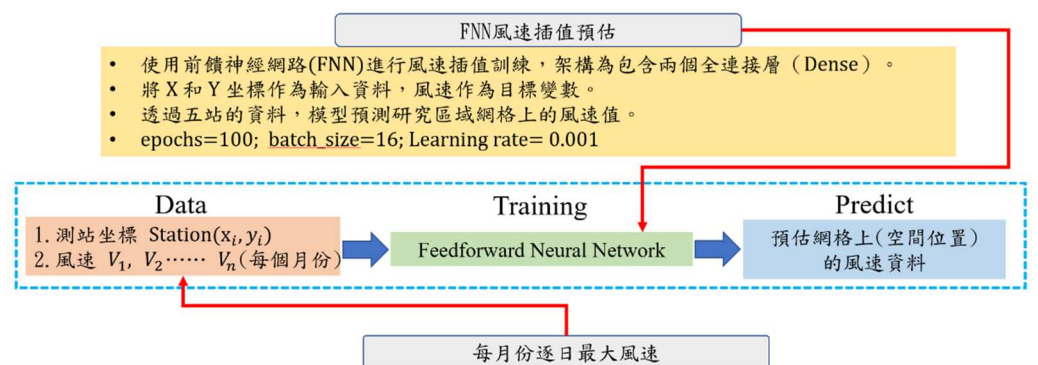 FNN風速插值預估
• 使用前饋神經網路(FNN)進行風速插值訓練，架構為包含兩個全連接層（Dense）。
• 將 X 和 Y 坐標作為輸入資料，風速作為目標變數。
• 透過五站的資料，模型預測研究區域網格上的風速值。
• epochs=100; batch_size=16; Learning rate= 0.001
Data
1. 測站坐標 Station(xᵢ, yᵢ)
2. 風速 V₁, V₂…… Vₙ(每個月份)
Training
Feedforward Neural Network
Predict
預估網格上(空間位置)
的風速資料
每月份逐日最大風速